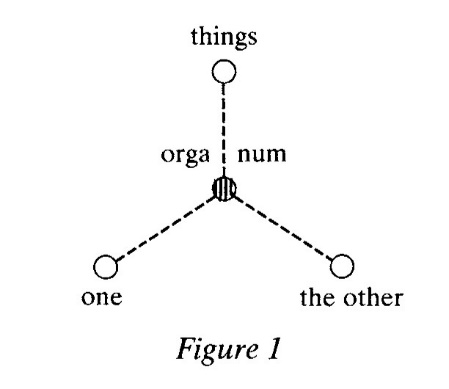 things
orga num
one
the other
Figure 1